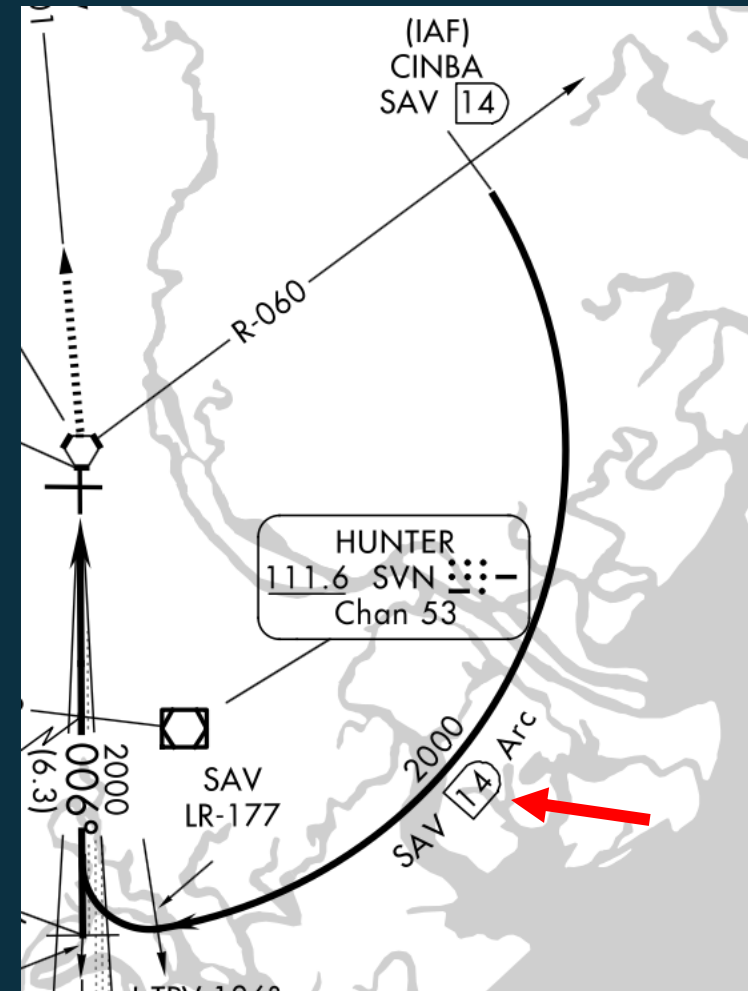 01
(IAF)
CINBA
SAV 14
R-060
HUNTER
111.6 SVN
Chan 53
2000
SAV 14 Arc
SAV
LR-177
2000
006°
(6.3)